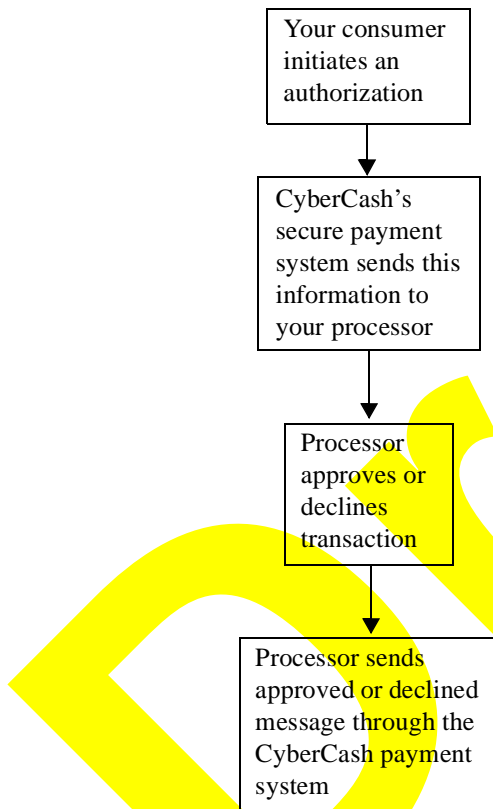 Your consumer
initiates an
authorization
CyberCash’s
secure payment
system sends this
information to
your processor
Processor
approves or
declines
transaction
Processor sends
approved or declined
message through the
CyberCash payment
system